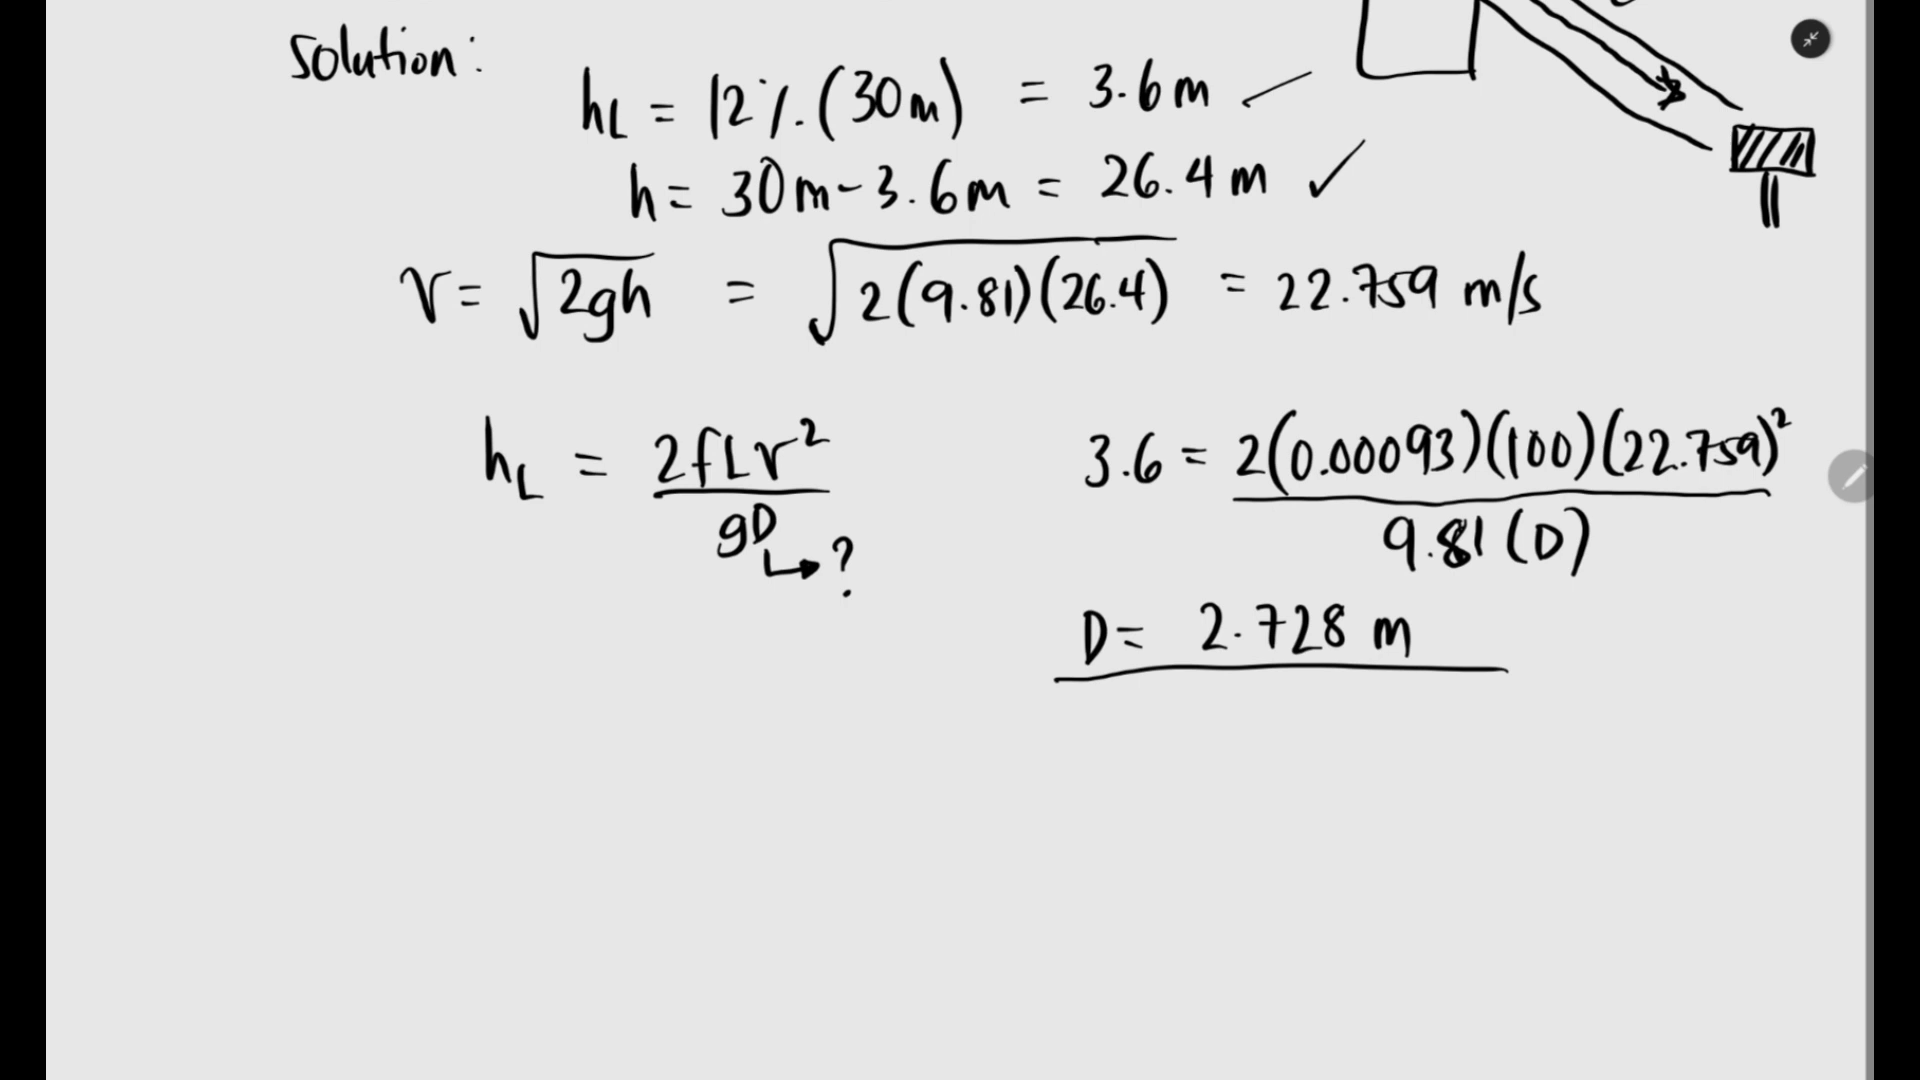 Solution:
hL = 12%(30m) = 3.6m
h = 30m - 3.6m = 26.4 m ✓
v = √2gh = √2(9.81)(26.4) = 22.759 m/s
hL = 2fLv² / gD → ?
3.6 = 2(0.00093)(100)(22.759)² / 9.81(D)
D = 2.728 m